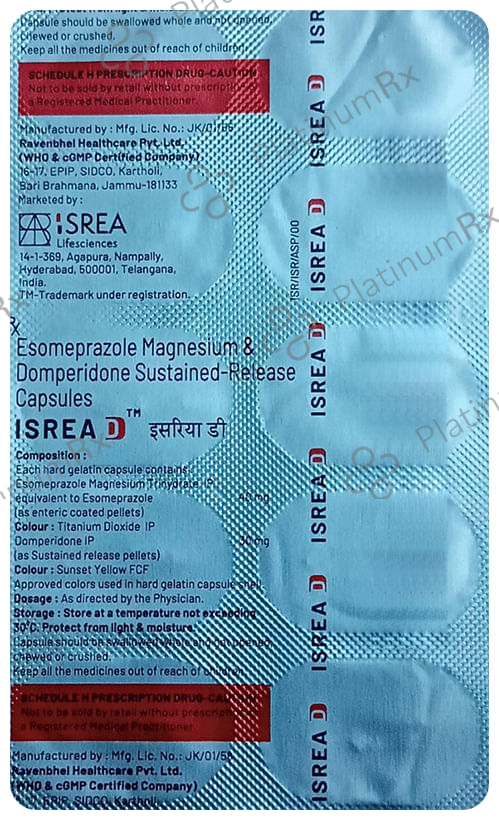 Capsule should be swallowed whole and not opened,
chewed or crushed.
Keep all the medicines out of reach of children.
SCHEDULE H PRESCRIPTION DRUG-CAUTION
Not to be sold by retail without prescription
a Registered Medical Practitioner.
Manufactured by : Mfg. Lic. No.: JK/01/
Ravenbhel Healthcare Pvt. Ltd.
(WHO & cGMP Certified Company)
16-17, EPIP, SIDCO, Kartholi,
Bari Brahmana, Jammu-181133
Marketed by :
ISREA
Lifesciences
14-1-369, Agapura, Nampally,
Hyderabad, 500001, Telangana,
India.
TM-Trademark under registration.
Rx
Esomeprazole Magnesium &
Domperidone Sustained-Release
Capsules
ISREA D™ इसरिया डी
Composition :
Each hard gelatin capsule contains
Esomeprazole Magnesium Trihydrate IP
equivalent to Esomeprazole 40 mg
(as enteric coated pellets)
Colour : Titanium Dioxide IP
Domperidone IP 30 mg
(as Sustained release pellets)
Colour : Sunset Yellow FCF
Approved colors used in hard gelatin capsule shell.
Dosage : As directed by the Physician.
Storage : Store at a temperature not exceeding
30°C. Protect from light & moisture.
Capsule should be swallowed whole and not opened,
chewed or crushed.
Keep all the medicines out of reach of children.
SCHEDULE H PRESCRIPTION DRUG-CAUTION
Not to be sold by retail without prescript
a Registered Medical Practitioner
Manufactured by : Mfg. Lic. No.: JK/01/
Ravenbhel Healthcare Pvt. Ltd.
(WHO & cGMP Certified Company)
EPIP, SIDCO, Kartholi,
ISR
ISREA D
ISREA D
ISR/ISR/ASP/00
ISREA D
ISREA D
ISREA D
ISREA D
PlatinumRx
PlatinumRx
PlatinumRx
PlatinumRx